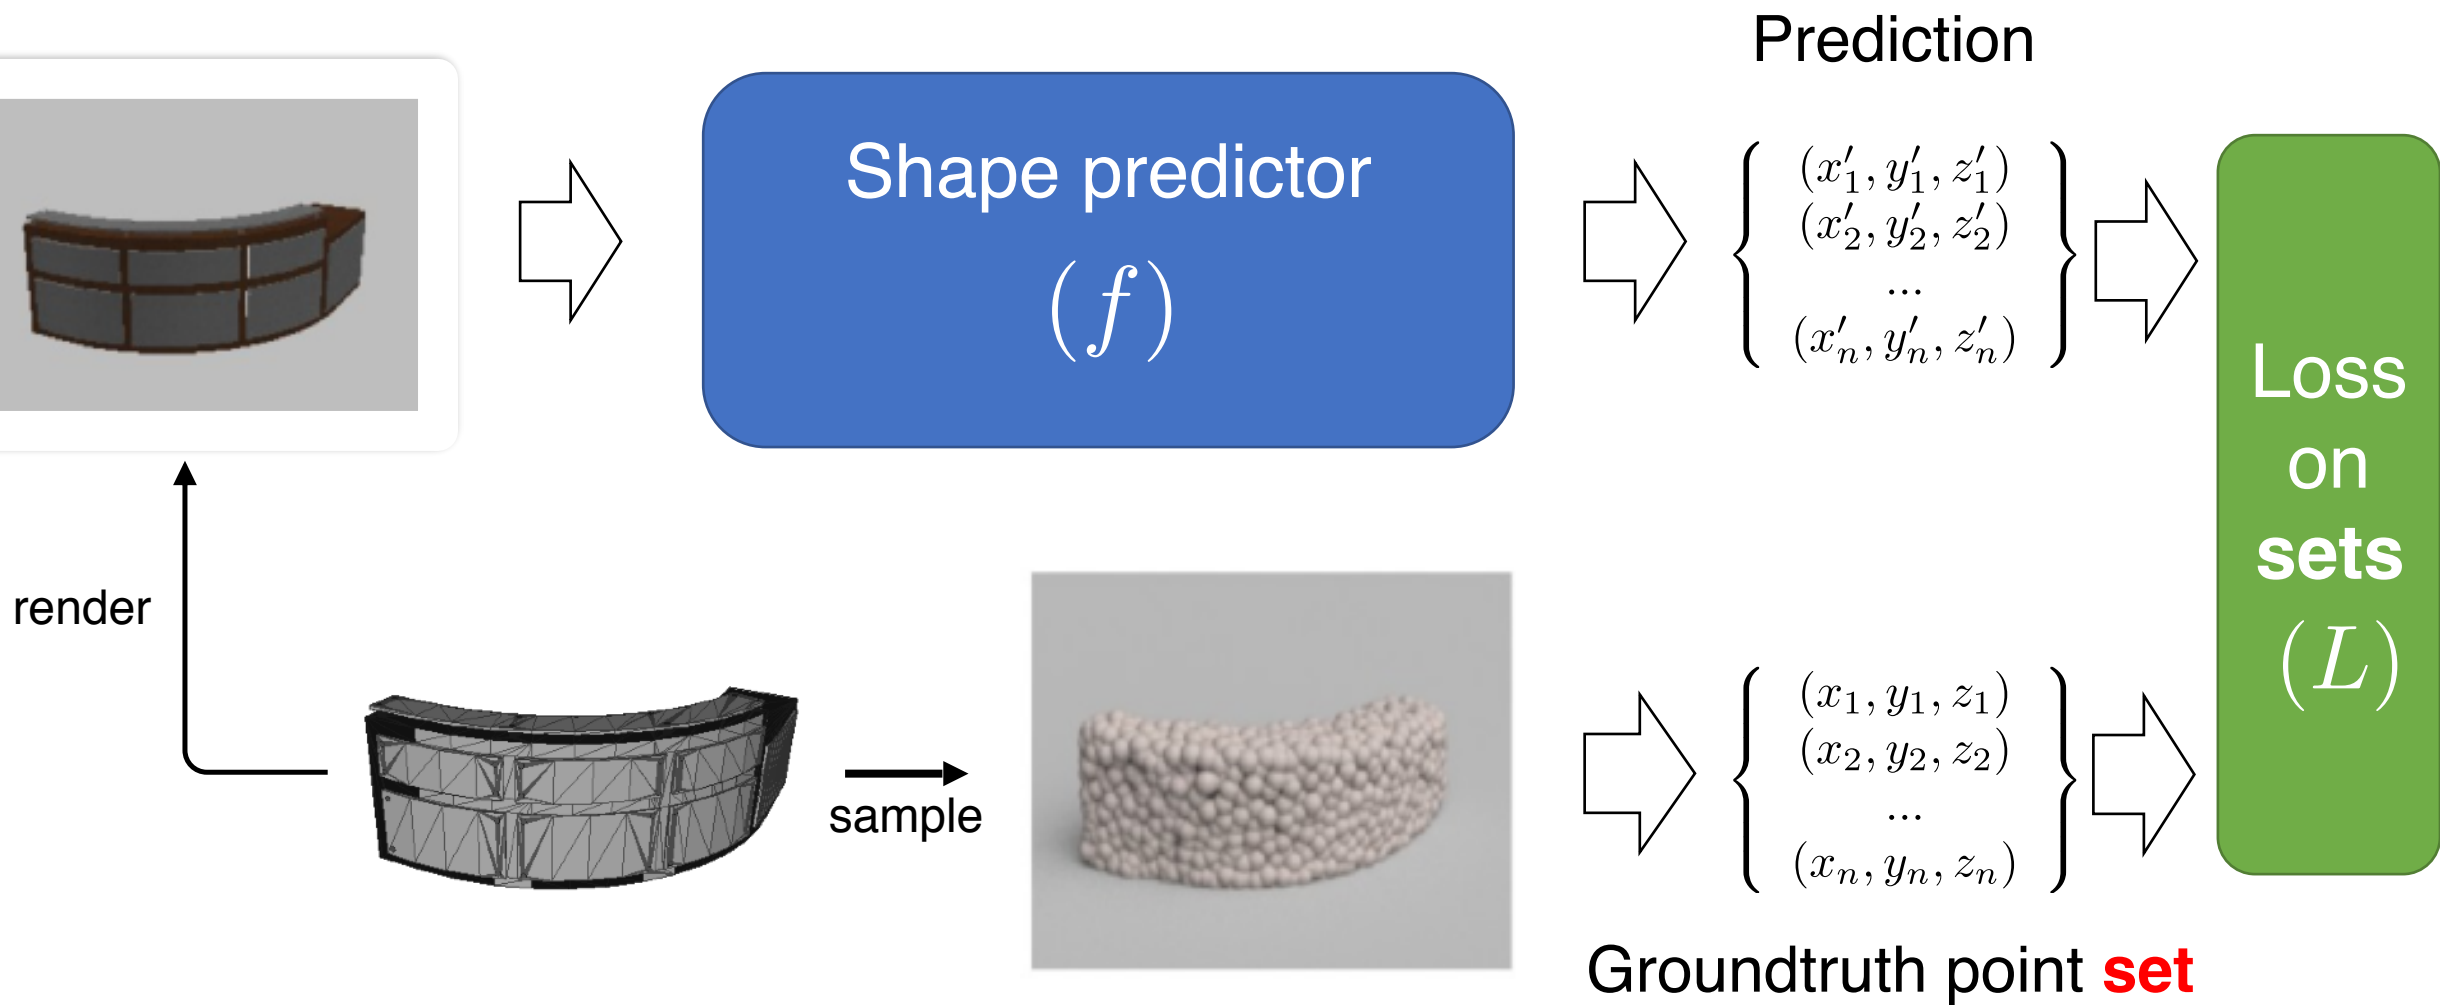 Prediction
Shape predictor
(f)
(x′₁, y′₁, z′₁)
(x′₂, y′₂, z′₂)
...
(x′ₙ, y′ₙ, z′ₙ)
Loss
on
sets
(L)
render
sample
(x₁, y₁, z₁)
(x₂, y₂, z₂)
...
(xₙ, yₙ, zₙ)
Groundtruth point set